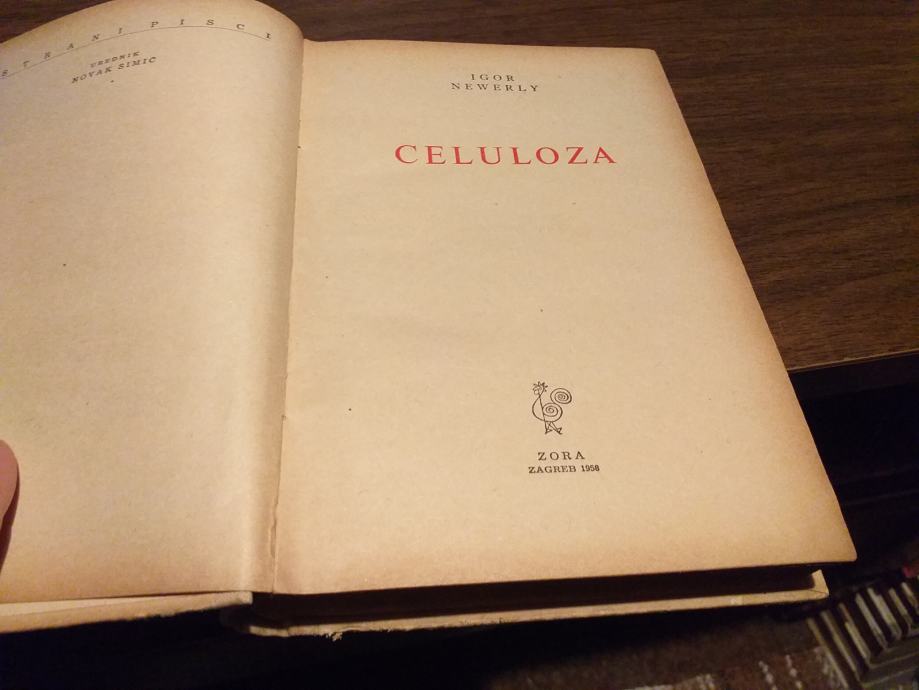 STRANI PISCI
UREDNIK
NOVAK SIMIC
IGOR
NEWERLY
CELULOZA
ZORA
ZAGREB 1958